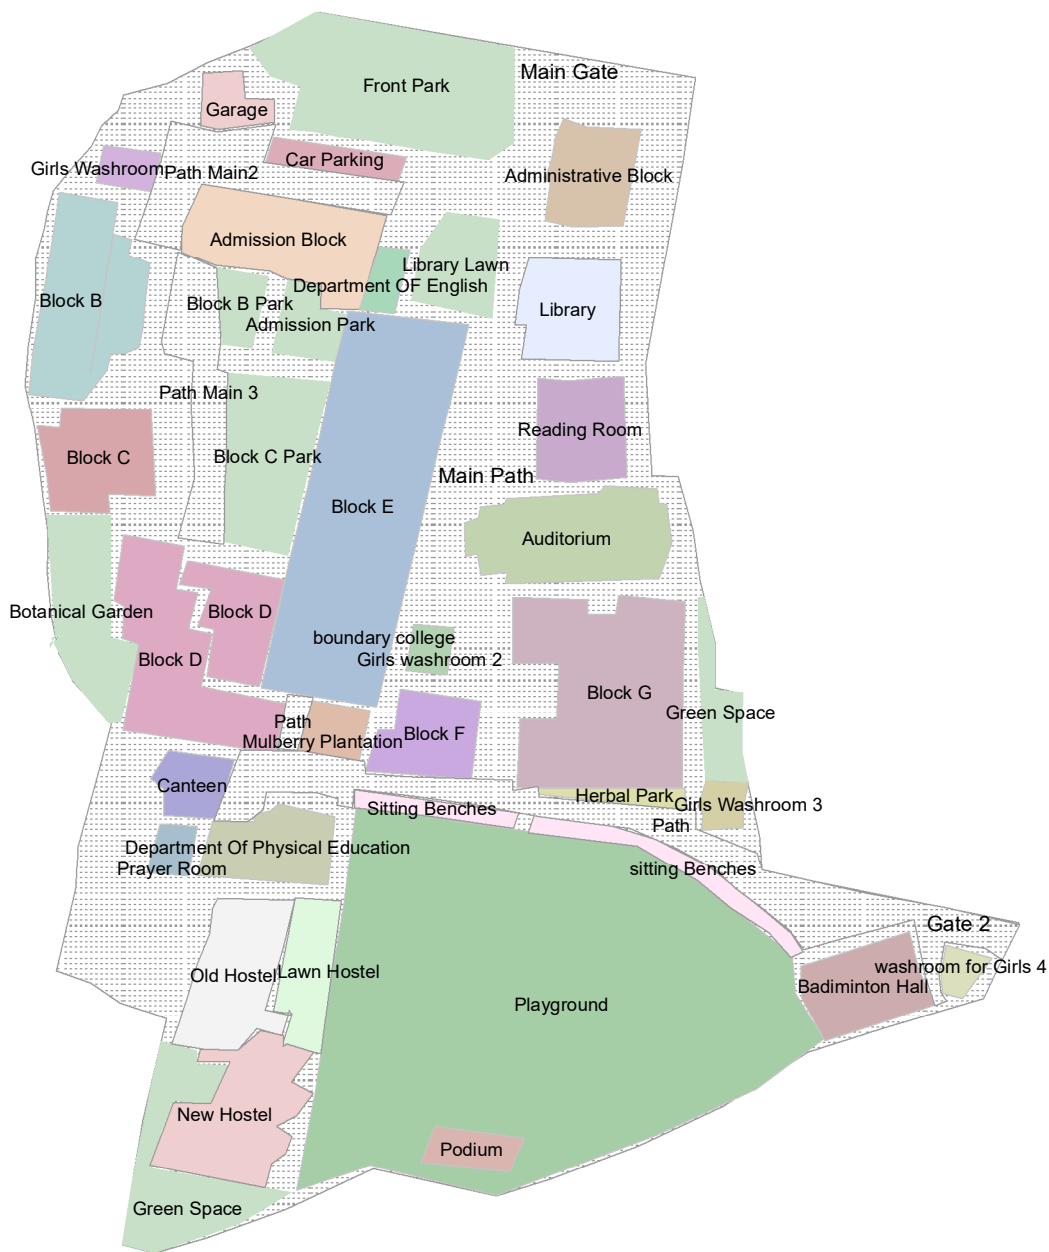 Main Gate
Front Park
Garage
Car Parking
Girls Washroom
Path Main2
Administrative Block
Admission Block
Library Lawn
Department OF English
Block B
Block B Park
Library
Admission Park
Path Main 3
Reading Room
Block C
Block C Park
Main Path
Block E
Auditorium
Botanical Garden
Block D
boundary college
Block D
Girls washroom 2
Block G
Green Space
Path
Block F
Mulberry Plantation
Canteen
Herbal Park
Girls Washroom 3
Sitting Benches
Path
Department Of Physical Education
Prayer Room
sitting Benches
Gate 2
washroom for Girls 4
Old Hostel
Lawn Hostel
Badiminton Hall
Playground
New Hostel
Podium
Green Space